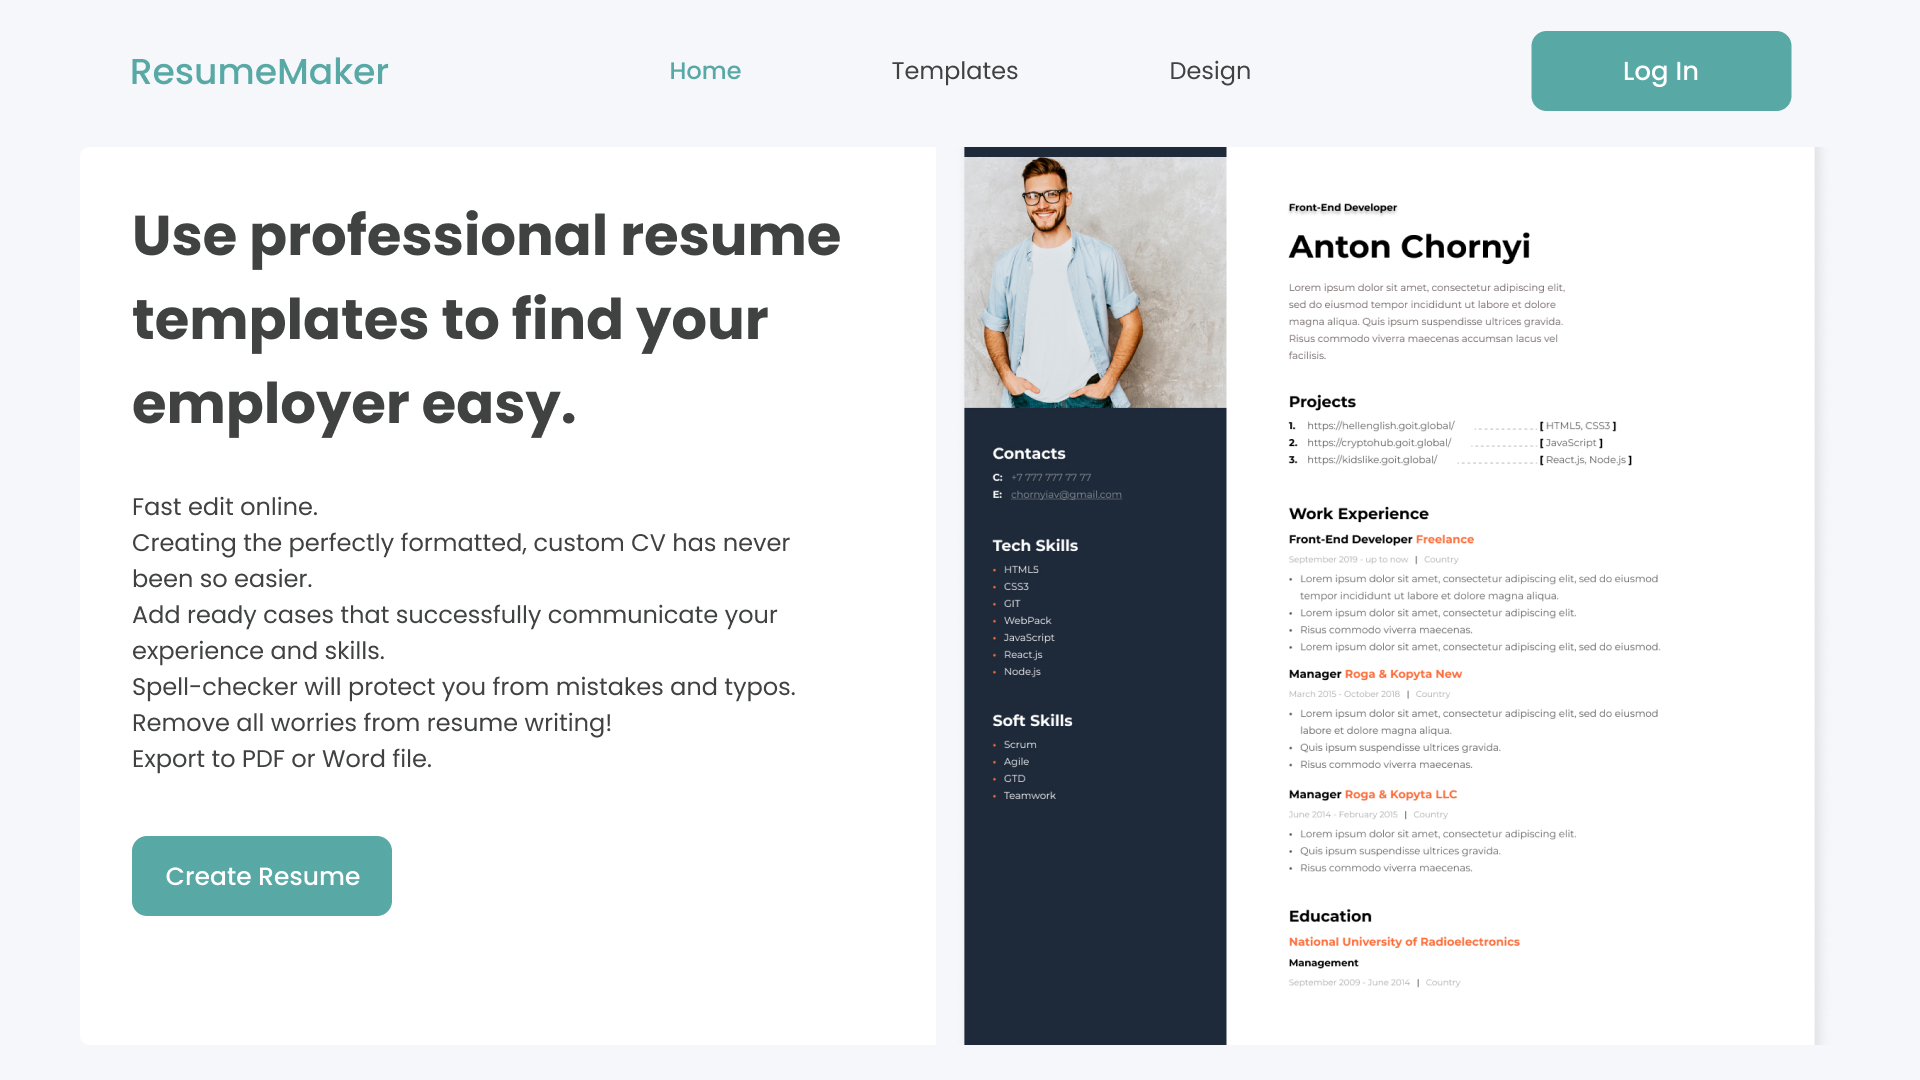 ResumeMaker
Home
Templates
Design
Log In
Use professional resume
templates to find your
employer easy.
Fast edit online.
Creating the perfectly formatted, custom CV has never
been so easier.
Add ready cases that successfully communicate your
experience and skills.
Spell-checker will protect you from mistakes and typos.
Remove all worries from resume writing!
Export to PDF or Word file.
Create Resume
Contacts
C: +7 777 777 77 77
E: chornyiav@gmail.com
Tech Skills
• HTML5
• CSS3
• GIT
• WebPack
• JavaScript
• React.js
• Node.js
Soft Skills
• Scrum
• Agile
• GTD
• Teamwork
Front-End Developer
Anton Chornyi
Lorem ipsum dolor sit amet, consectetur adipiscing elit,
sed do eiusmod tempor incididunt ut labore et dolore
magna aliqua. Quis ipsum suspendisse ultrices gravida.
Risus commodo viverra maecenas accumsan lacus vel
facilisis.
Projects
1. https://hellenglish.goit.global/ [ HTML5, CSS3 ]
2. https://cryptohub.goit.global/ [ JavaScript ]
3. https://kidslike.goit.global/ [ React.js, Node.js ]
Work Experience
Front-End Developer Freelance
September 2019 - up to now | Country
• Lorem ipsum dolor sit amet, consectetur adipiscing elit, sed do eiusmod
tempor incididunt ut labore et dolore magna aliqua.
• Lorem ipsum dolor sit amet, consectetur adipiscing elit.
• Risus commodo viverra maecenas.
• Lorem ipsum dolor sit amet, consectetur adipiscing elit, sed do eiusmod.
Manager Roga & Kopyta New
March 2015 - October 2018 | Country
• Lorem ipsum dolor sit amet, consectetur adipiscing elit, sed do eiusmod
labore et dolore magna aliqua.
• Quis ipsum suspendisse ultrices gravida.
• Risus commodo viverra maecenas.
Manager Roga & Kopyta LLC
June 2014 - February 2015 | Country
• Lorem ipsum dolor sit amet, consectetur adipiscing elit.
• Quis ipsum suspendisse ultrices gravida.
• Risus commodo viverra maecenas.
Education
National University of Radioelectronics
Management
September 2009 - June 2014 | Country